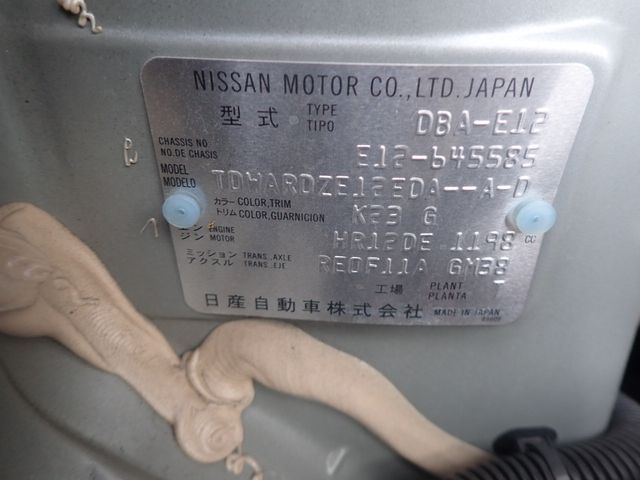 NISSAN MOTOR CO.,LTD.JAPAN
型式 TYPE TIPO DBA-E12
CHASSIS NO NO.DE CHASIS E12-645585
MODEL MODELO TDWARDZE12EDA--A-D
カラー トリム COLOR,TRIM COLOR,GUARNICION K23 G
ジン ENGINE MOTOR HR12DE 1198 CC
ミッション アクスル TRANS.AXLE TRANS.EJE RE0F11A GM38
工場 PLANT PLANTA
日産自動車株式会社 MADE IN JAPAN